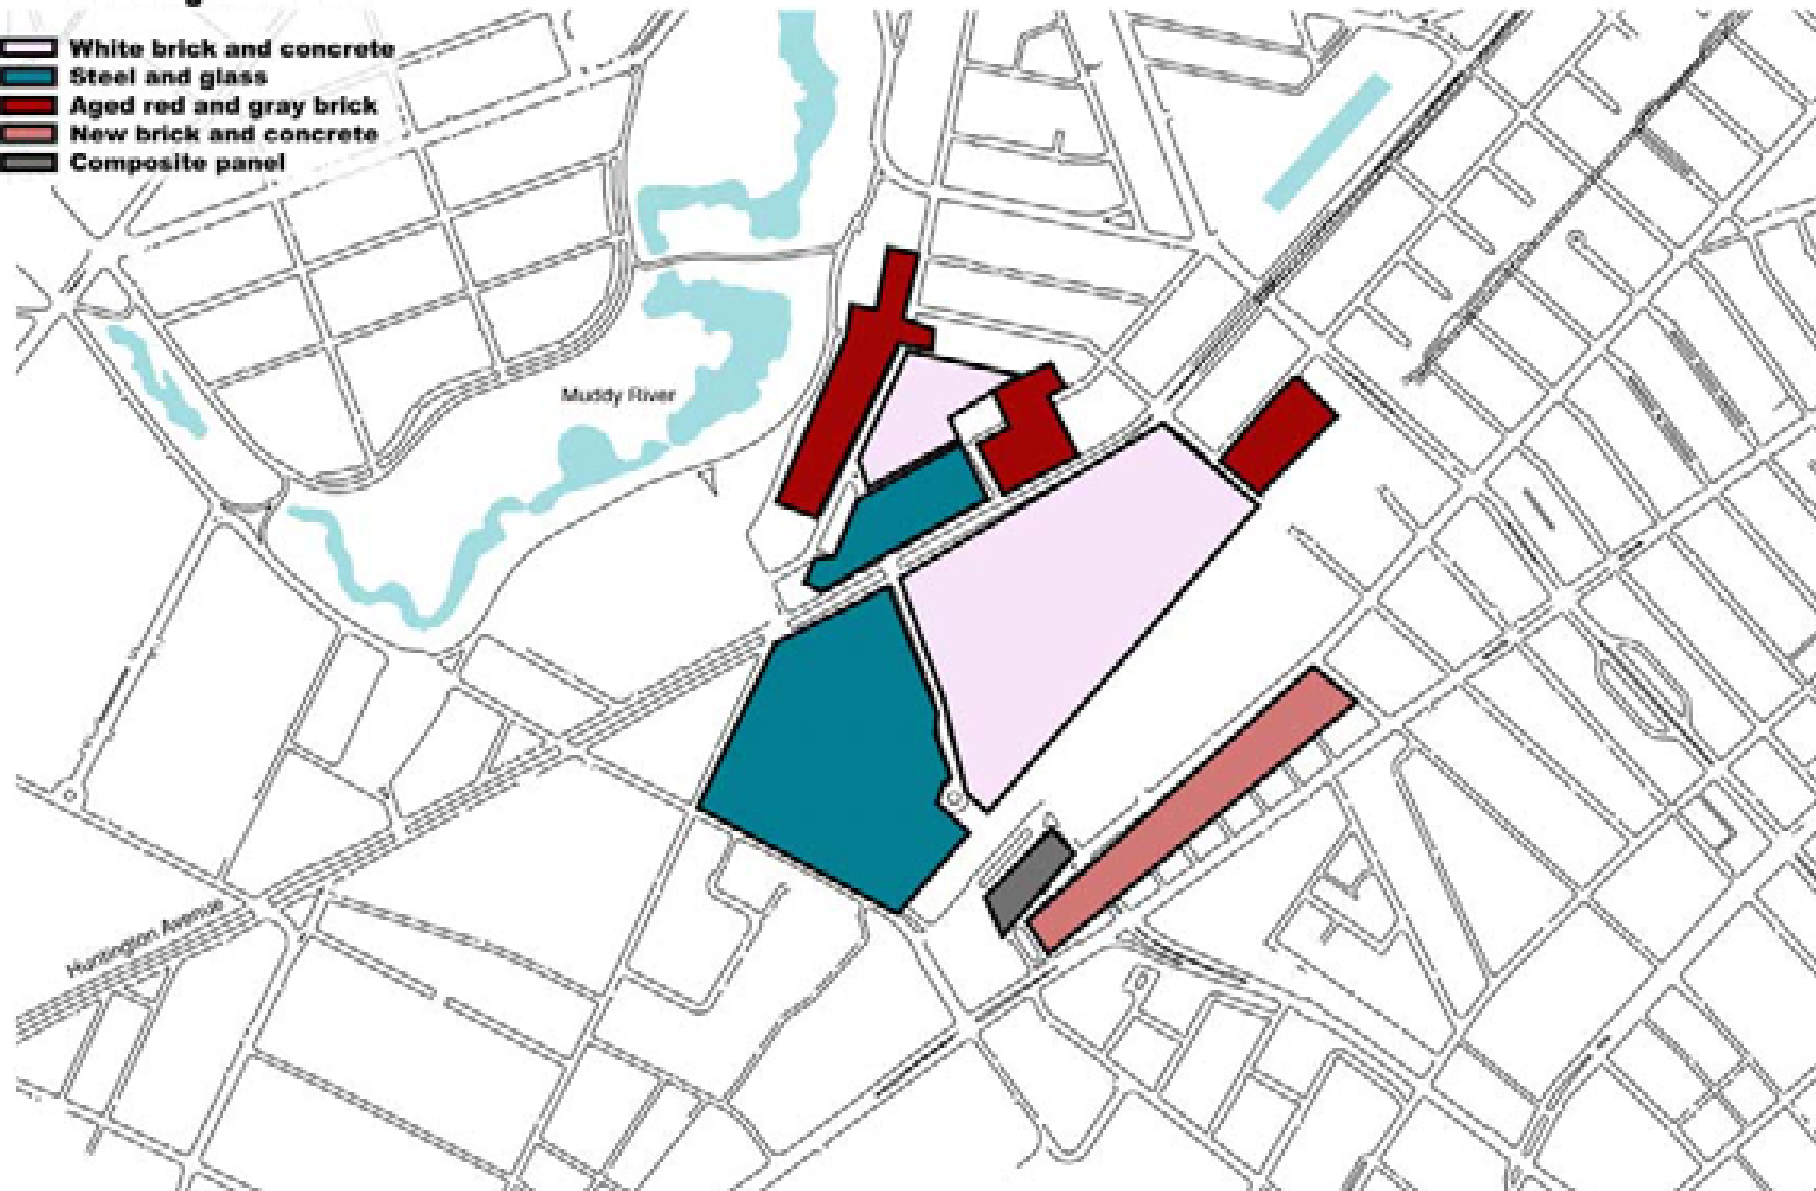 White brick and concrete
Steel and glass
Aged red and gray brick
New brick and concrete
Composite panel
Muddy River
Huntington Avenue